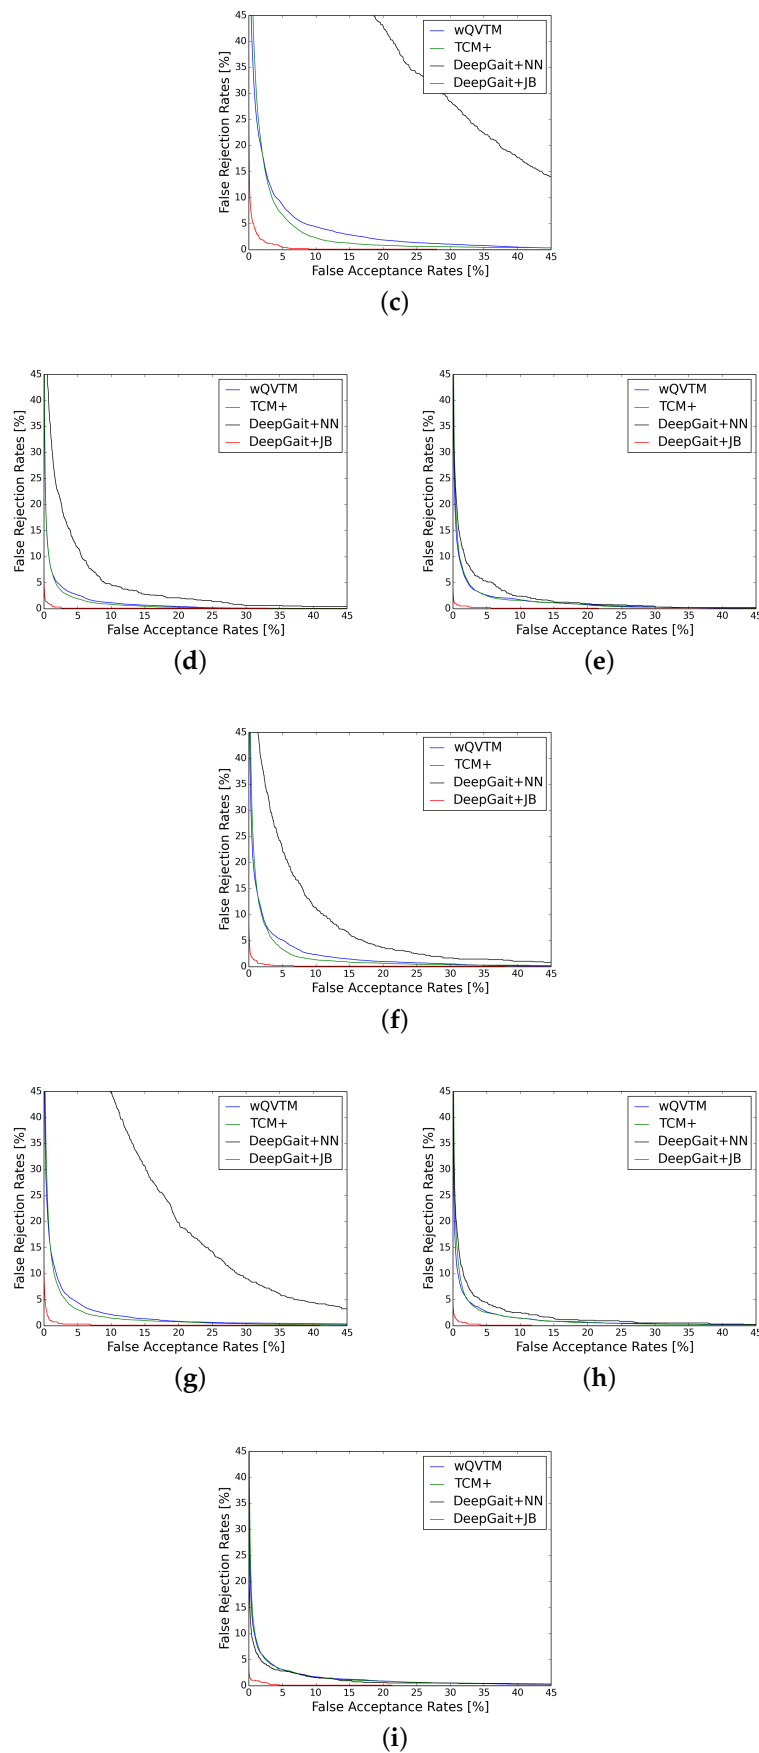 45
40
35
30
25
20
15
10
5
0
False Rejection Rates [%]
wQVTM
TCM+
DeepGait+NN
DeepGait+JB
0 5 10 15 20 25 30 35 40 45
False Acceptance Rates [%]
(c)
45
40
35
30
25
20
15
10
5
0
False Rejection Rates [%]
wQVTM
TCM+
DeepGait+NN
DeepGait+JB
0 5 10 15 20 25 30 35 40 45
False Acceptance Rates [%]
(d)
45
40
35
30
25
20
15
10
5
0
False Rejection Rates [%]
wQVTM
TCM+
DeepGait+NN
DeepGait+JB
0 5 10 15 20 25 30 35 40 45
False Acceptance Rates [%]
(e)
45
40
35
30
25
20
15
10
5
0
False Rejection Rates [%]
wQVTM
TCM+
DeepGait+NN
DeepGait+JB
0 5 10 15 20 25 30 35 40 45
False Acceptance Rates [%]
(f)
45
40
35
30
25
20
15
10
5
0
False Rejection Rates [%]
wQVTM
TCM+
DeepGait+NN
DeepGait+JB
0 5 10 15 20 25 30 35 40 45
False Acceptance Rates [%]
(g)
45
40
35
30
25
20
15
10
5
0
False Rejection Rates [%]
wQVTM
TCM+
DeepGait+NN
DeepGait+JB
0 5 10 15 20 25 30 35 40 45
False Acceptance Rates [%]
(h)
45
40
35
30
25
20
15
10
5
0
False Rejection Rates [%]
wQVTM
TCM+
DeepGait+NN
DeepGait+JB
0 5 10 15 20 25 30 35 40 45
False Acceptance Rates [%]
(i)